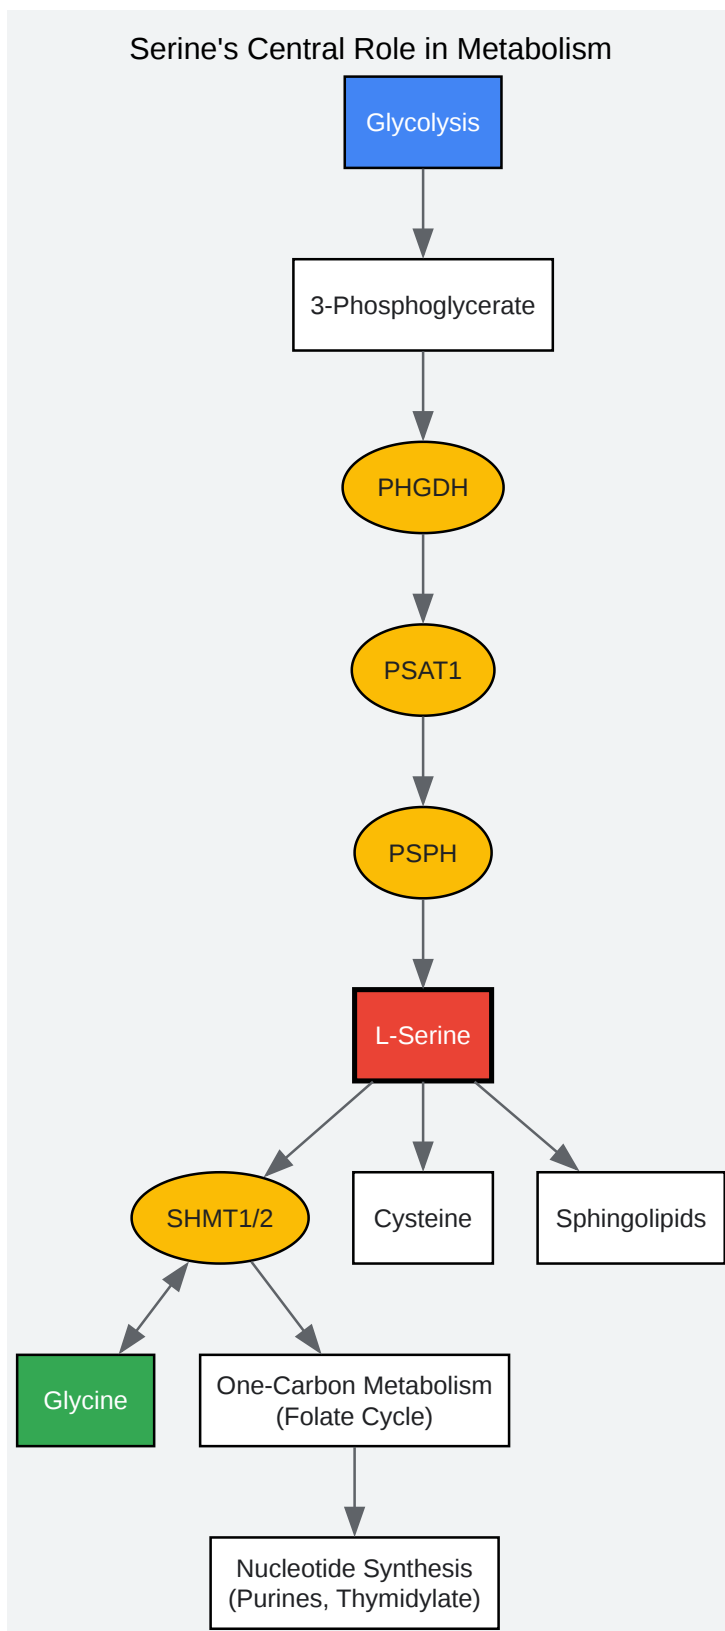 Serine's Central Role in Metabolism
Glycolysis
3-Phosphoglycerate
PHGDH
PSAT1
PSPH
L-Serine
SHMT1/2
Cysteine
Sphingolipids
Glycine
One-Carbon Metabolism
(Folate Cycle)
Nucleotide Synthesis
(Purines, Thymidylate)